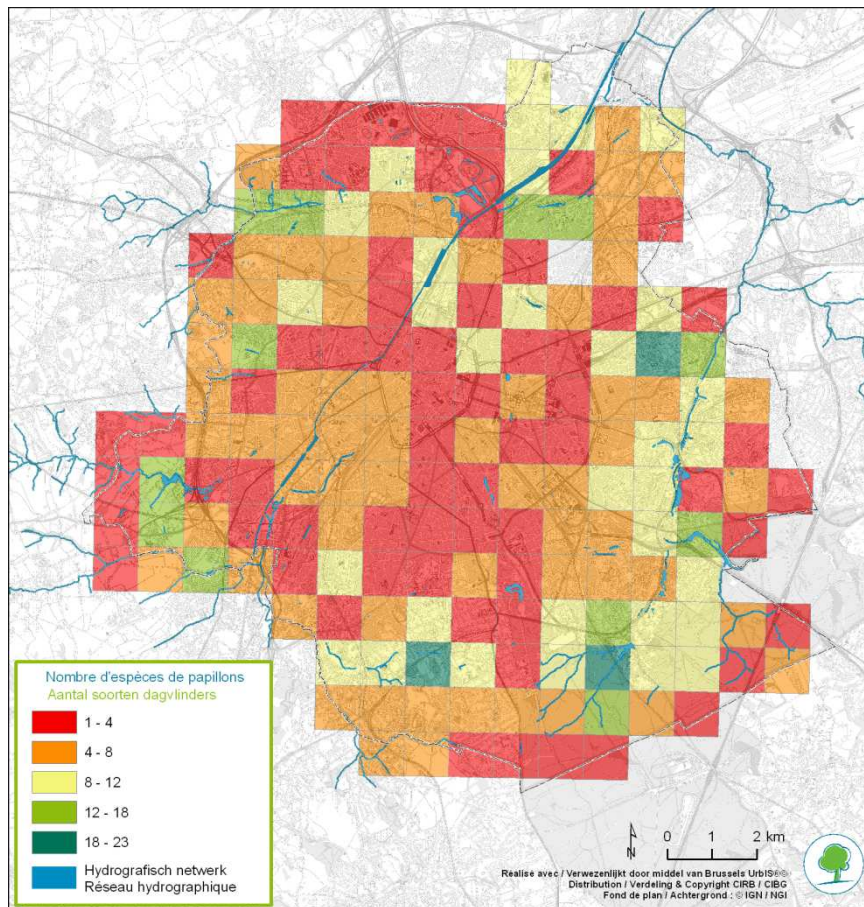 Nombre d'espèces de papillons
Aantal soorten dagvlinders
1 - 4
4 - 8
8 - 12
12 - 18
18 - 23
Hydrografisch netwerk
Réseau hydrographique
N
0 1 2 km
Réalisé avec / Verwezenlijkt door middel van Brussels UrbIS®©
Distribution / Verdeling & Copyright CIRB / CIBG
Fond de plan / Achtergrond : © IGN / NGI